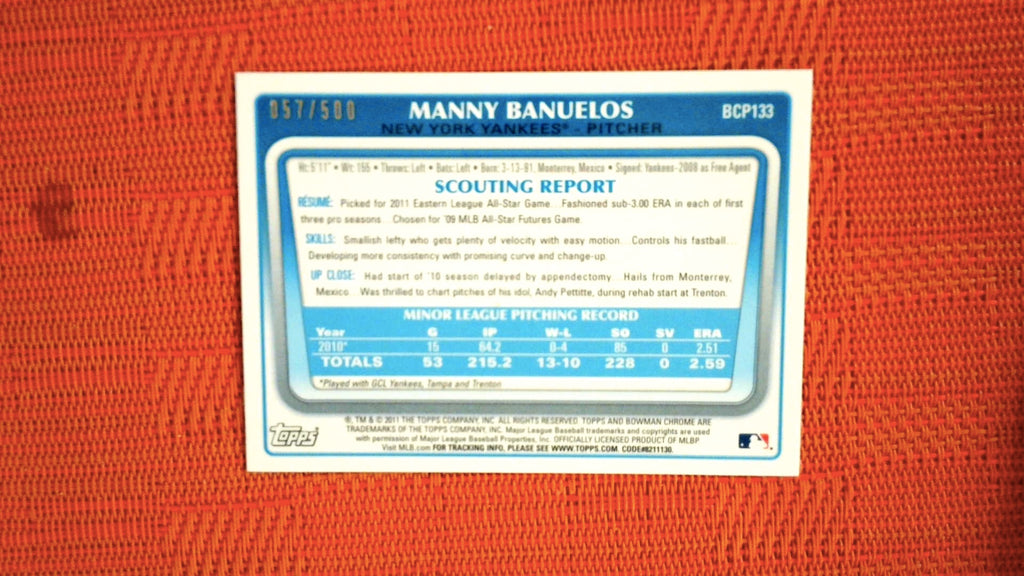 057/500
MANNY BANUELOS
BCP133
NEW YORK YANKEES® - PITCHER
Ht: 5'11" • Wt: 155 • Throws: Left • Bats: Left • Born: 3-13-91, Monterrey, Mexico • Signed: Yankees-2008 as Free Agent
SCOUTING REPORT
RÉSUMÉ: Picked for 2011 Eastern League All-Star Game...Fashioned sub-3.00 ERA in each of first
three pro seasons...Chosen for '09 MLB All-Star Futures Game.
SKILLS: Smallish lefty who gets plenty of velocity with easy motion...Controls his fastball...
Developing more consistency with promising curve and change-up.
UP CLOSE: Had start of '10 season delayed by appendectomy...Hails from Monterrey,
Mexico...Was thrilled to chart pitches of his idol, Andy Pettitte, during rehab start at Trenton.
MINOR LEAGUE PITCHING RECORD
Year G IP W-L SO SV ERA
2010* 15 64.2 0-4 85 0 2.51
TOTALS 53 215.2 13-10 228 0 2.59
*Played with GCL Yankees, Tampa and Trenton
®, TM & © 2011 THE TOPPS COMPANY, INC. ALL RIGHTS RESERVED. TOPPS AND BOWMAN CHROME ARE
TRADEMARKS OF THE TOPPS COMPANY, INC. Major League Baseball trademarks and copyrights are used
with permission of Major League Baseball Properties, Inc. OFFICIALLY LICENSED PRODUCT OF MLBP
Visit MLB.com FOR TRACKING INFO, PLEASE SEE WWW.TOPPS.COM. CODE#8211130.
TOPPS